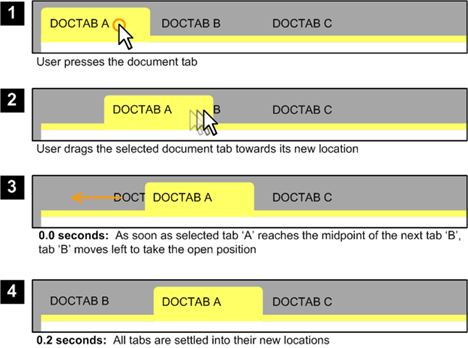 1
DOCTAB A DOCTAB B DOCTAB C
User presses the document tab
2
DOCTAB A B DOCTAB C
User drags the selected document tab towards its new location
3
DOCT DOCTAB A DOCTAB C
0.0 seconds: As soon as selected tab ‘A’ reaches the midpoint of the next tab ‘B’,
tab ‘B’ moves left to take the open position
4
DOCTAB B DOCTAB A DOCTAB C
0.2 seconds: All tabs are settled into their new locations